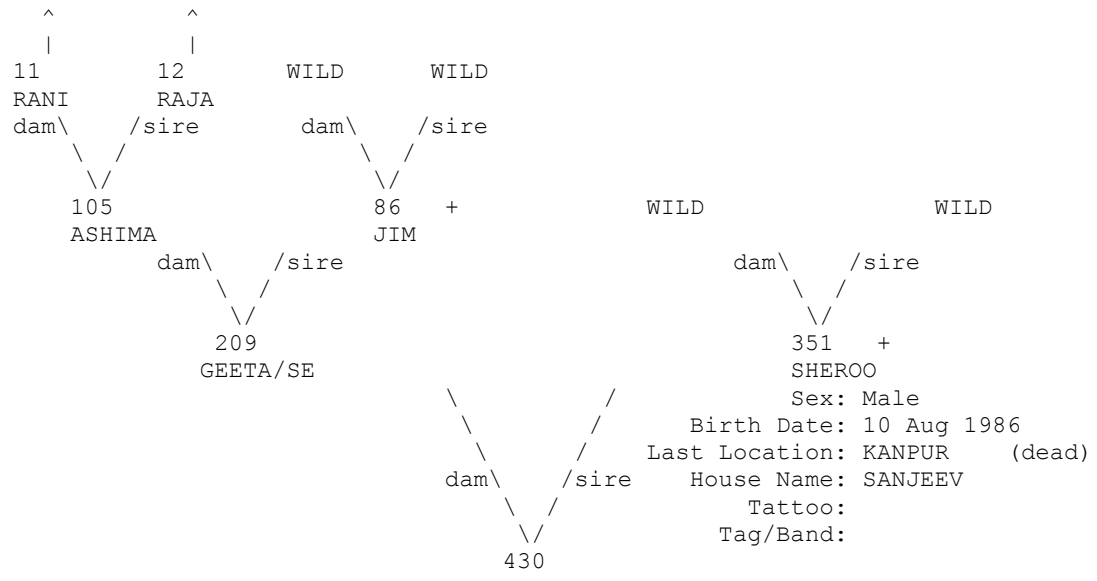 ^ ^
| |
11 12 WILD WILD
RANI RAJA
dam\ /sire dam\ /sire
\ / \ /
\/ \/
105 86 + WILD WILD
ASHIMA JIM
dam\ /sire dam\ /sire
\ / \ /
\/ \/
209 351 +
GEETA/SE SHEROO
\ / Sex: Male
\ / Birth Date: 10 Aug 1986
\ / Last Location: KANPUR (dead)
dam\ /sire House Name: SANJEEV
\ / Tattoo:
\/ Tag/Band:
430